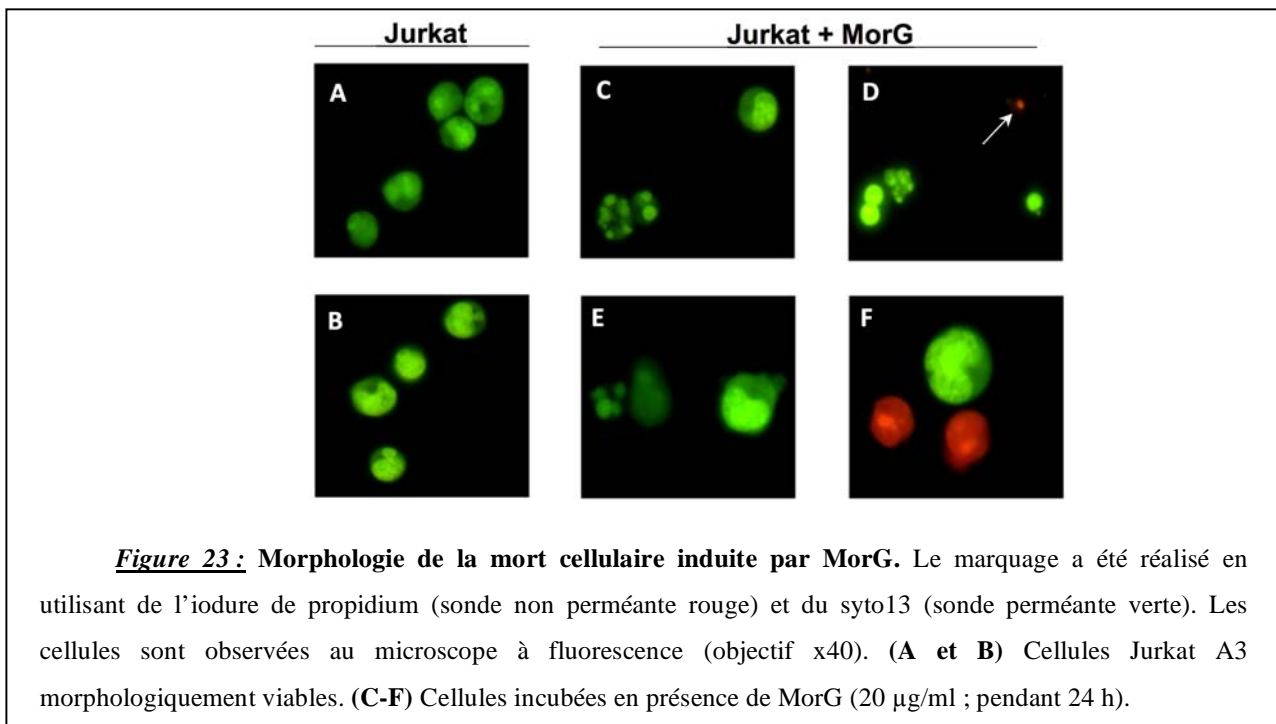 Jurkat
Jurkat + MorG
A
C
D
B
E
F
Figure 23 : Morphologie de la mort cellulaire induite par MorG. Le marquage a été réalisé en
utilisant de l’iodure de propidium (sonde non perméante rouge) et du syto13 (sonde perméante verte). Les
cellules sont observées au microscope à fluorescence (objectif x40). (A et B) Cellules Jurkat A3
morphologiquement viables. (C-F) Cellules incubées en présence de MorG (20 µg/ml ; pendant 24 h).